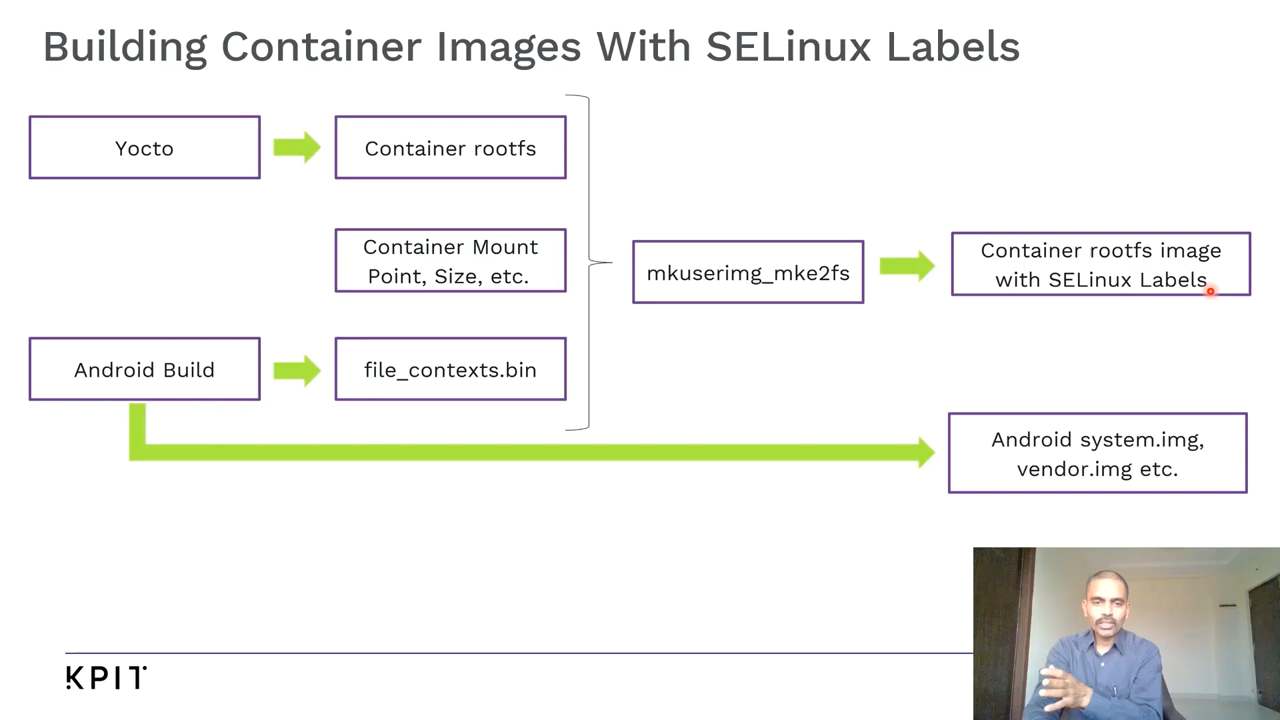 Building Container Images With SELinux Labels
Yocto
Container rootfs
Container Mount
Point, Size, etc.
mkuserimg_mke2fs
Container rootfs image
with SELinux Labels
Android Build
file_contexts.bin
Android system.img,
vendor.img etc.
KPIT